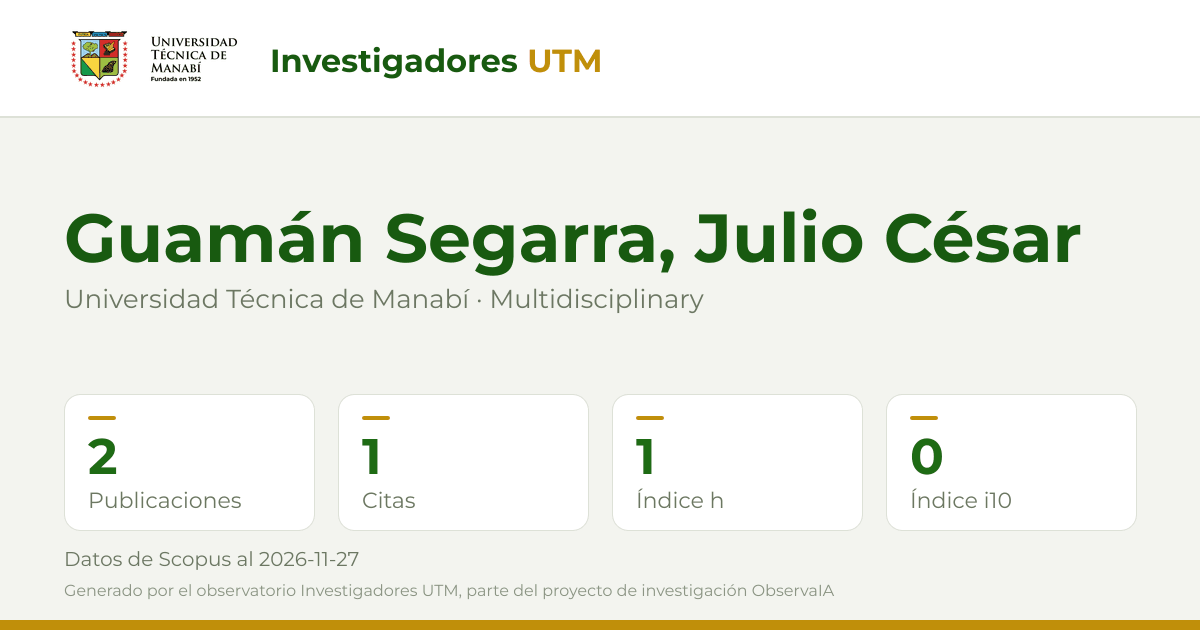 UNIVERSIDAD
TÉCNICA DE
MANABÍ
Fundada en 1952
Investigadores UTM
Guamán Segarra, Julio César
Universidad Técnica de Manabí · Multidisciplinary
2
Publicaciones
1
Citas
1
Índice h
0
Índice i10
Datos de Scopus al 2026-11-27
Generado por el observatorio Investigadores UTM, parte del proyecto de investigación ObservaIA